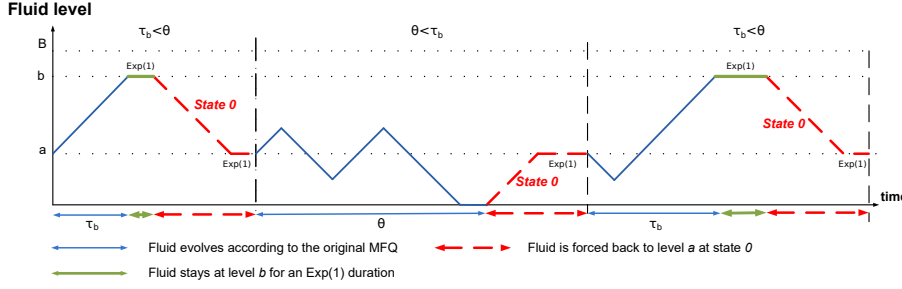 Fluid level
τb<θ
θ<τb
τb<θ
B
Exp(1)
Exp(1)
b
State 0
State 0
a
Exp(1)
Exp(1)
State 0
Exp(1)
time
τb
θ
τb
Fluid evolves according to the original MFQ
Fluid is forced back to level a at state 0
Fluid stays at level b for an Exp(1) duration